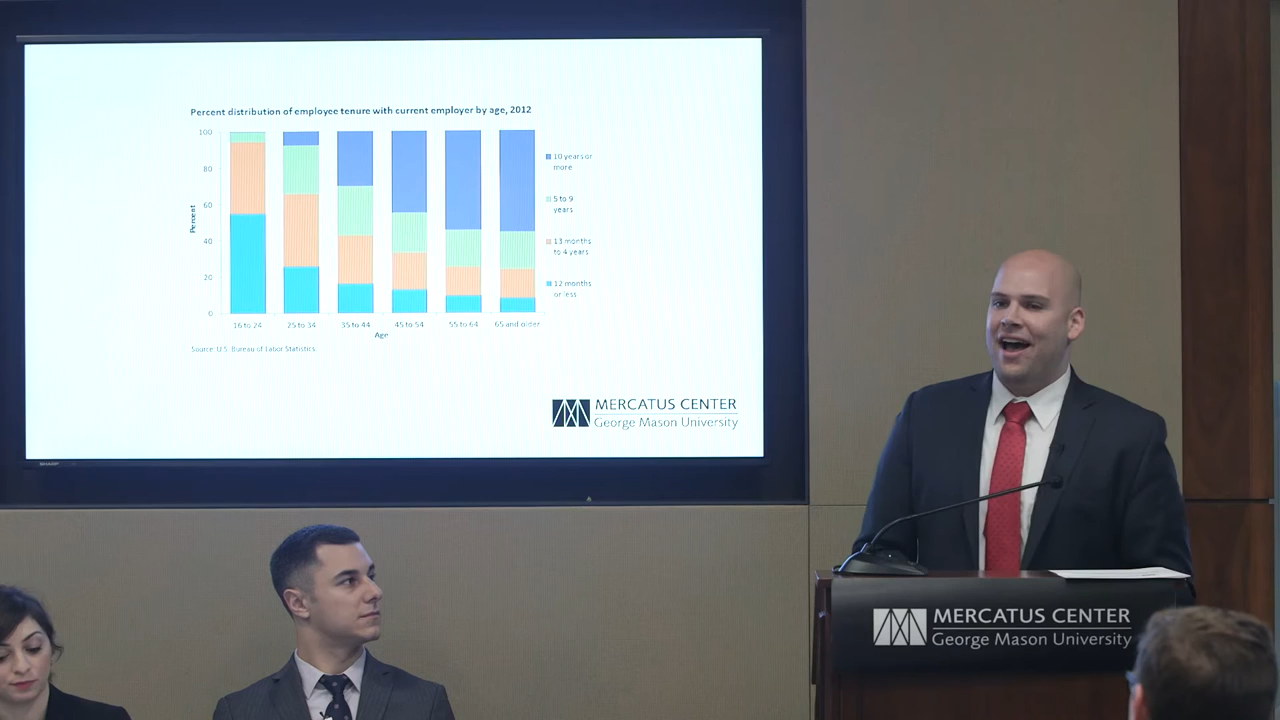 Percent distribution of employee tenure with current employer by age, 2012
100
80
60
40
20
0
Percent
16 to 24
25 to 34
35 to 44
45 to 54
55 to 64
65 and older
Age
10 years or
more
5 to 9
years
13 months
to 4 years
12 months
or less
Source: U.S. Bureau of Labor Statistics
MERCATUS CENTER
George Mason University
SHARP
MERCATUS CENTER
George Mason University